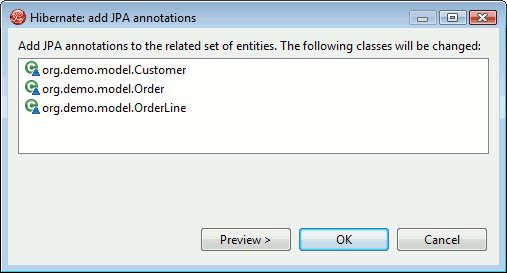 Hibernate: add JPA annotations
Add JPA annotations to the related set of entities. The following classes will be changed:
org.demo.model.Customer
org.demo.model.Order
org.demo.model.OrderLine
Preview >
OK
Cancel